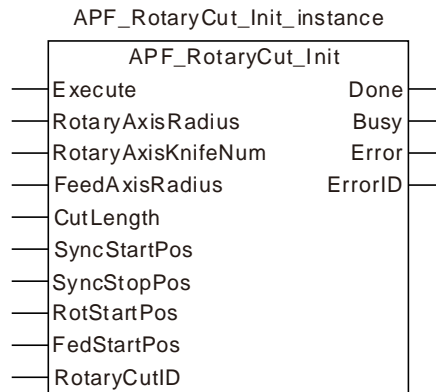 APF_RotaryCut_Init_instance
APF_RotaryCut_Init
Execute Done
RotaryAxisRadius Busy
RotaryAxisKnifeNum Error
FeedAxisRadius ErrorID
CutLength
SyncStartPos
SyncStopPos
RotStartPos
FedStartPos
RotaryCutID